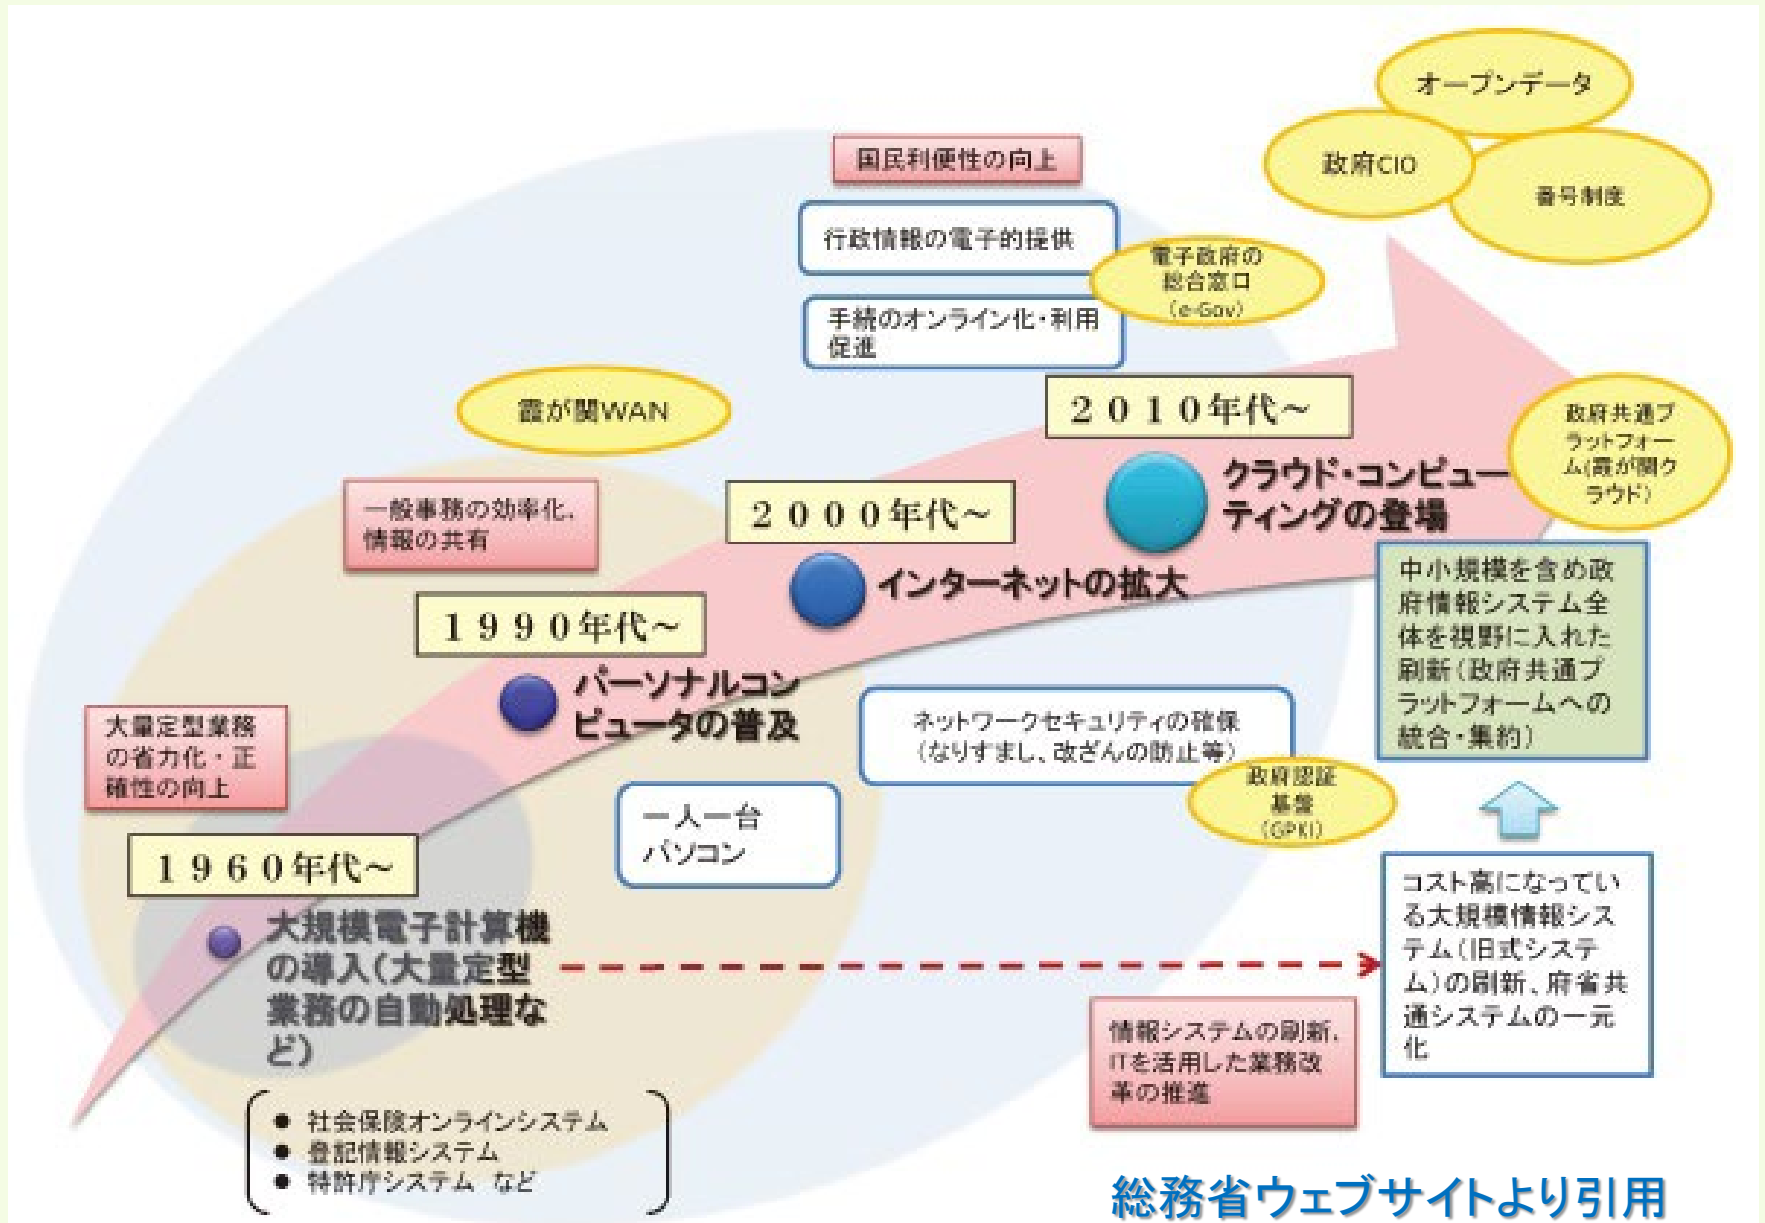 オープンデータ
政府CIO
番号制度
国民利便性の向上
行政情報の電子的提供
電子政府の
総合窓口
(e-Gov)
手続のオンライン化・利用
促進
霞が関WAN
2010年代～
クラウド・コンピュー
ティングの登場
政府共通プ
ラットフォー
ム(霞が関ク
ラウド)
一般事務の効率化、
情報の共有
2000年代～
インターネットの拡大
中小規模を含め政
府情報システム全
体を視野に入れた
刷新(政府共通プ
ラットフォームへの
統合・集約)
1990年代～
パーソナルコン
ピュータの普及
大量定型業務
の省力化・正
確性の向上
ネットワークセキュリティの確保
(なりすまし、改ざんの防止等)
政府認証
基盤
(GPKI)
一人一台
パソコン
1960年代～
大規模電子計算機
の導入(大量定型
業務の自動処理な
ど)
コスト高になってい
る大規模情報シス
テム(旧式システ
ム)の刷新、府省共
通システムの一元
化
情報システムの刷新、
ITを活用した業務改
革の推進
● 社会保険オンラインシステム
● 登記情報システム
● 特許庁システム など
総務省ウェブサイトより引用